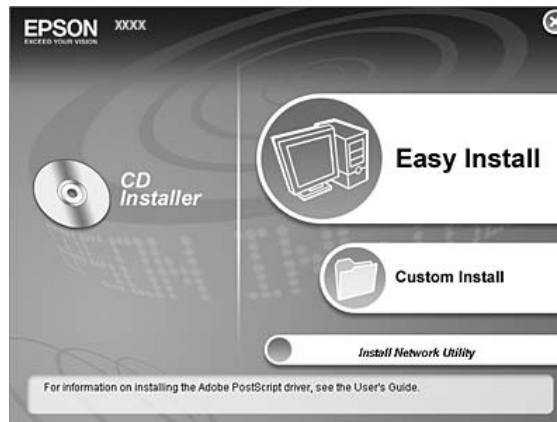 EPSON XXXX
EXCEED YOUR VISION
Easy Install
CD
Installer
Custom Install
Install Network Utility
For information on installing the Adobe PostScript driver, see the User's Guide.